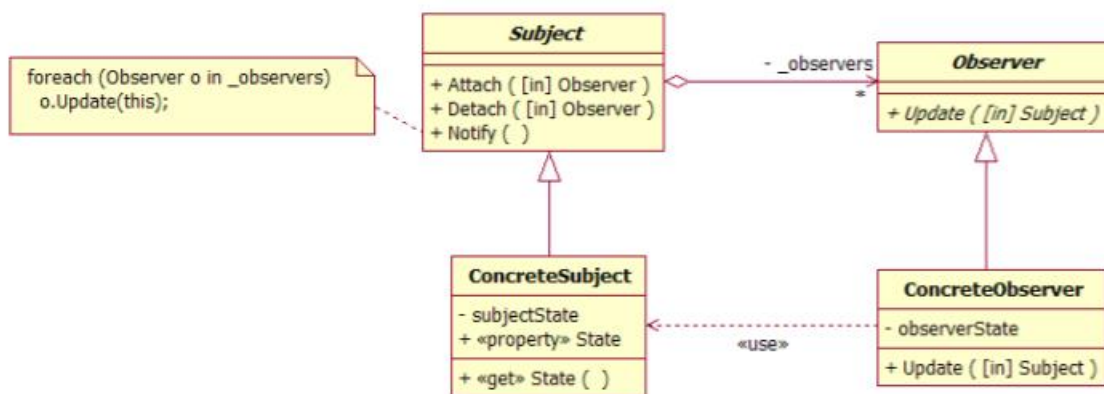 foreach (Observer o in _observers)
o.Update(this);
Subject
+ Attach ( [in] Observer )
+ Detach ( [in] Observer )
+ Notify ( )
- _observers
*
Observer
+ Update ( [in] Subject )
ConcreteSubject
- subjectState
+ «property» State
+ «get» State ( )
«use»
ConcreteObserver
- observerState
+ Update ( [in] Subject )